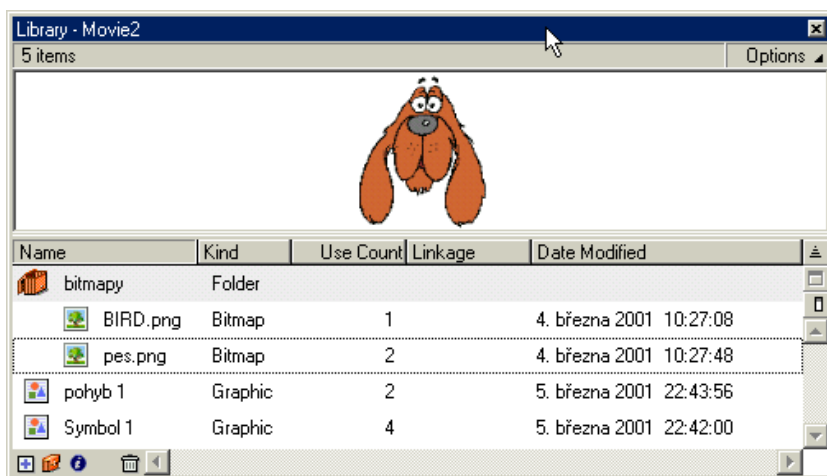 Library - Movie2
5 items Options
Name Kind Use Count Linkage Date Modified
bitmapy Folder
BIRD.png Bitmap 1 4. března 2001 10:27:08
pes.png Bitmap 2 4. března 2001 10:27:48
pohyb 1 Graphic 2 5. března 2001 22:43:56
Symbol 1 Graphic 4 5. března 2001 22:42:00